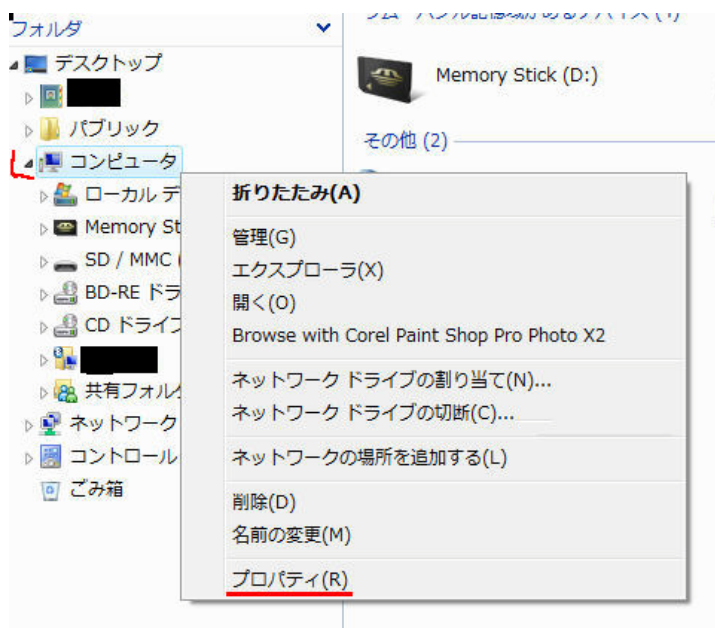 フォルダ
デスクトップ
パブリック
コンピュータ
ローカル デ
Memory St
SD / MMC (
BD-RE ドラ
CD ドライブ
共有フォル
ネットワーク
コントロール
ごみ箱
Memory Stick (D:)
その他 (2)
折りたたみ(A)
管理(G)
エクスプローラ(X)
開く(O)
Browse with Corel Paint Shop Pro Photo X2
ネットワーク ドライブの割り当て(N)...
ネットワーク ドライブの切断(C)...
ネットワークの場所を追加する(L)
削除(D)
名前の変更(M)
プロパティ(R)